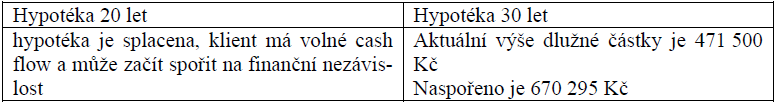 Hypotéka 20 let
Hypotéka 30 let
hypotéka je splacena, klient má volné cash
flow a může začít spořit na finanční nezávis-
lost
Aktuální výše dlužné částky je 471 500
Kč
Naspořeno je 670 295 Kč